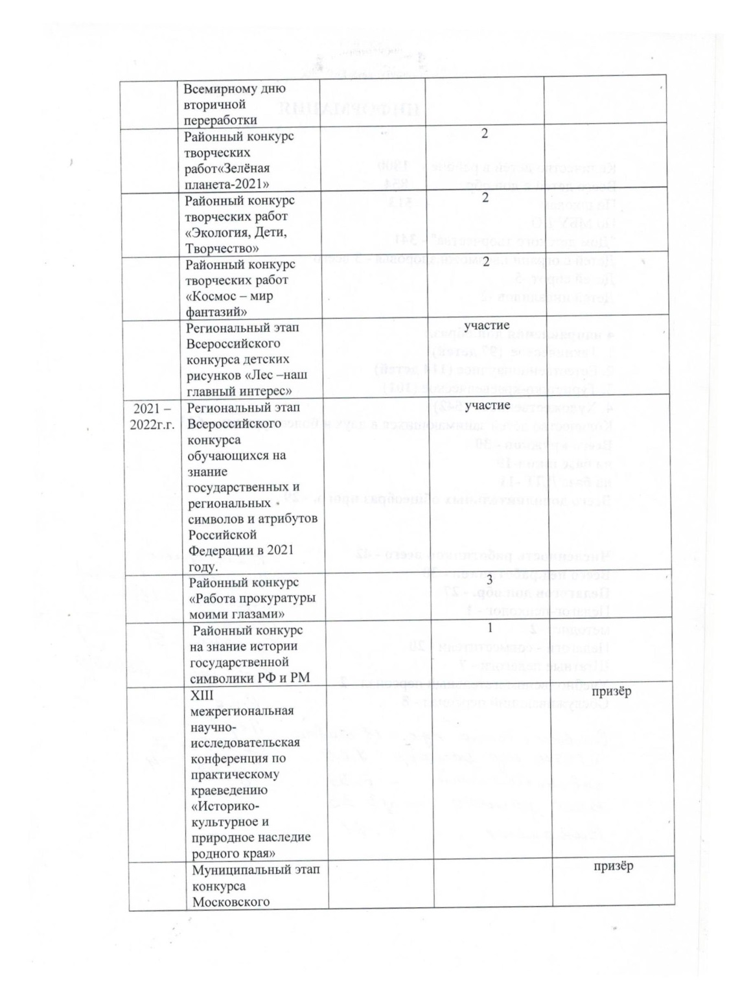 Всемирному дню
вторичной
переработки
Районный конкурс
творческих
работ«Зелёная
планета-2021»
2
Районный конкурс
творческих работ
«Экология, Дети,
Творчество»
2
Районный конкурс
творческих работ
«Космос – мир
фантазий»
2
Региональный этап
Всероссийского
конкурса детских
рисунков «Лес –наш
главный интерес»
участие
2021 –
2022г.г.
Региональный этап
Всероссийского
конкурса
обучающихся на
знание
государственных и
региональных
символов и атрибутов
Российской
Федерации в 2021
году.
участие
Районный конкурс
«Работа прокуратуры
моими глазами»
3
Районный конкурс
на знание истории
государственной
символики РФ и РМ
1
XIII
межрегиональная
научно-
исследовательская
конференция по
практическому
краеведению
«Историко-
культурное и
природное наследие
родного края»
призёр
Муниципальный этап
конкурса
Московского
призёр